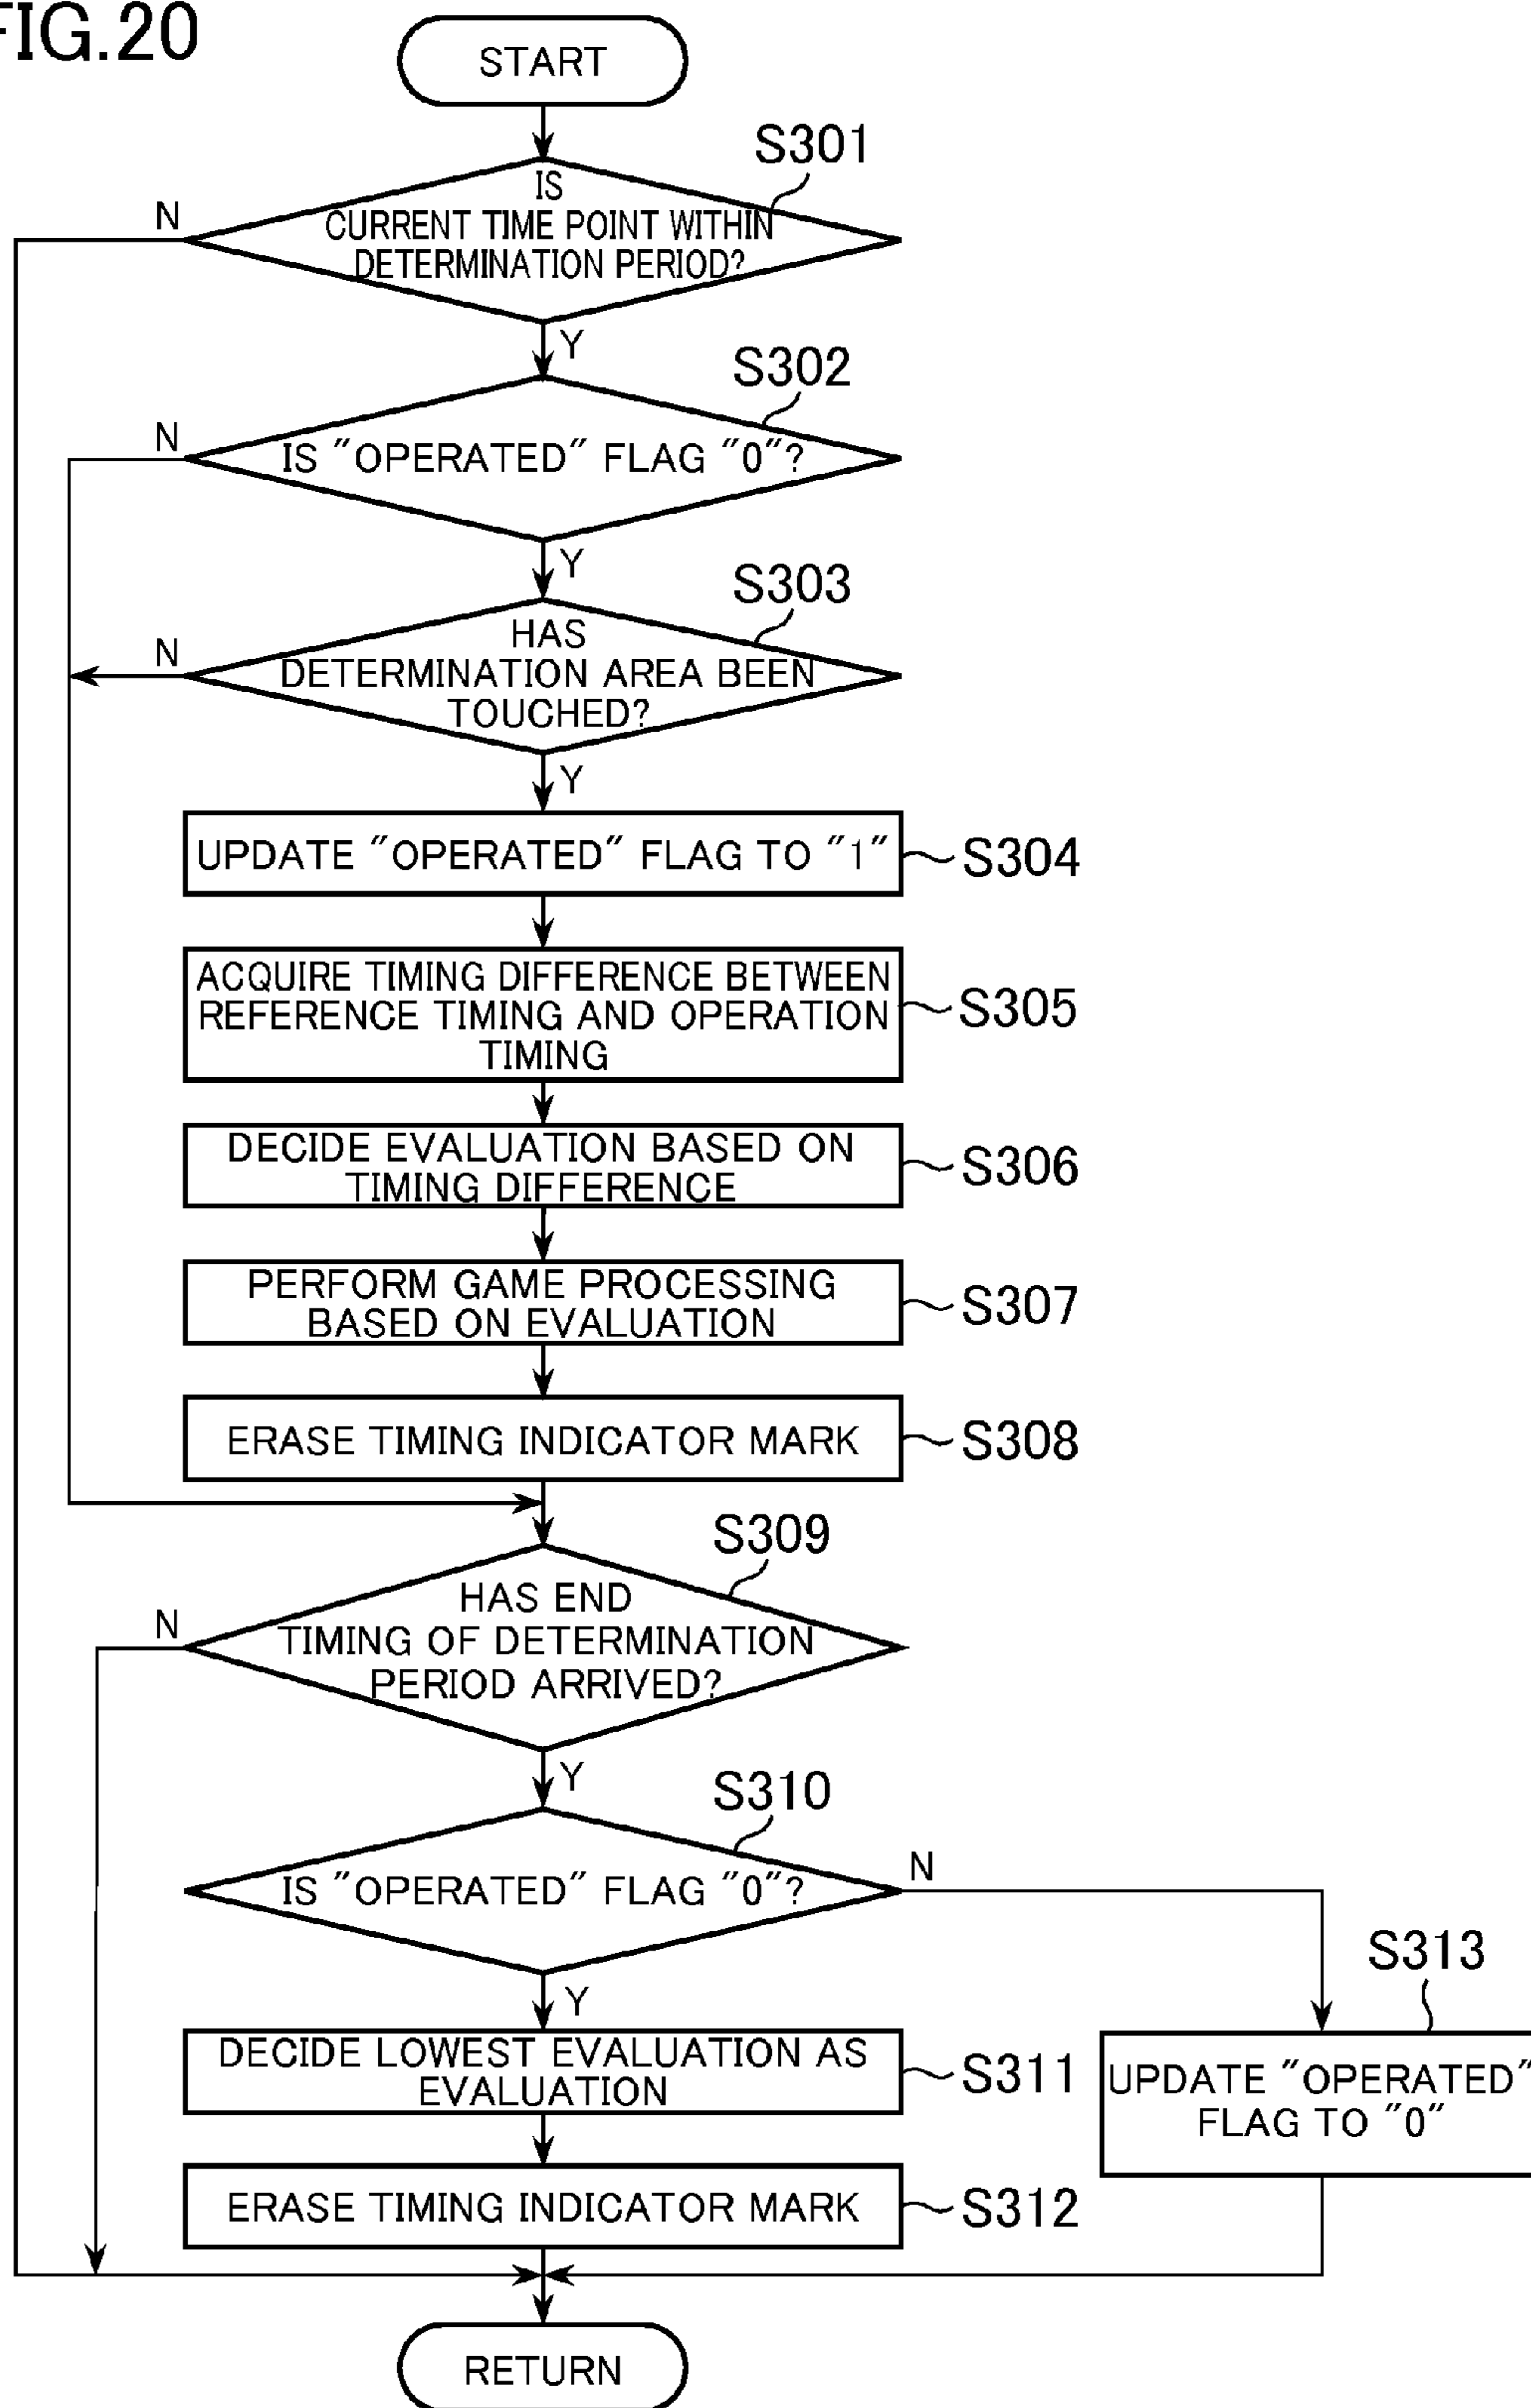 FIG.20
START
S301
IS
CURRENT TIME POINT WITHIN
DETERMINATION PERIOD?
N
Y
S302
IS "OPERATED" FLAG "0"?
N
Y
S303
HAS
DETERMINATION AREA BEEN
TOUCHED?
N
Y
UPDATE "OPERATED" FLAG TO "1"
S304
ACQUIRE TIMING DIFFERENCE BETWEEN
REFERENCE TIMING AND OPERATION
TIMING
S305
DECIDE EVALUATION BASED ON
TIMING DIFFERENCE
S306
PERFORM GAME PROCESSING
BASED ON EVALUATION
S307
ERASE TIMING INDICATOR MARK
S308
S309
HAS END
TIMING OF DETERMINATION
PERIOD ARRIVED?
N
Y
S310
IS "OPERATED" FLAG "0"?
N
Y
S313
UPDATE "OPERATED"
FLAG TO "0"
DECIDE LOWEST EVALUATION AS
EVALUATION
S311
ERASE TIMING INDICATOR MARK
S312
RETURN